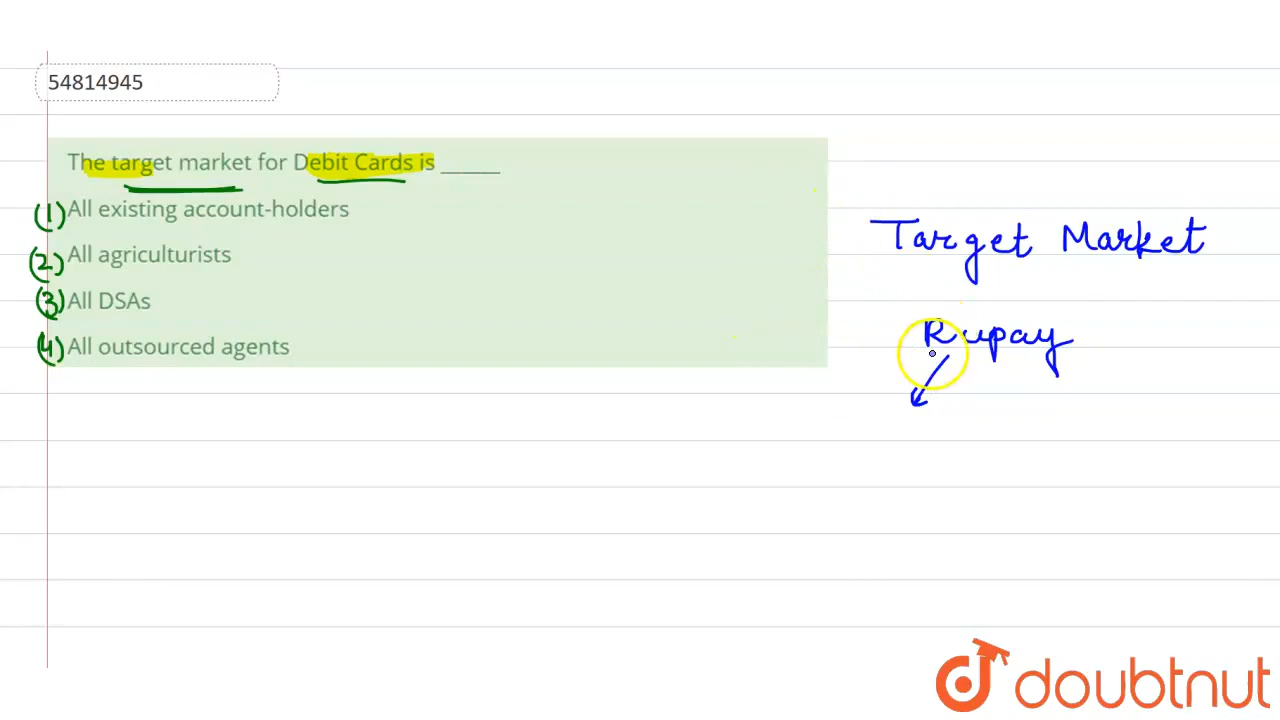 54814945
The target market for Debit Cards is _____
(1) All existing account-holders
(2) All agriculturists
(3) All DSAs
(4) All outsourced agents
Target Market
Rupay
doubtnut